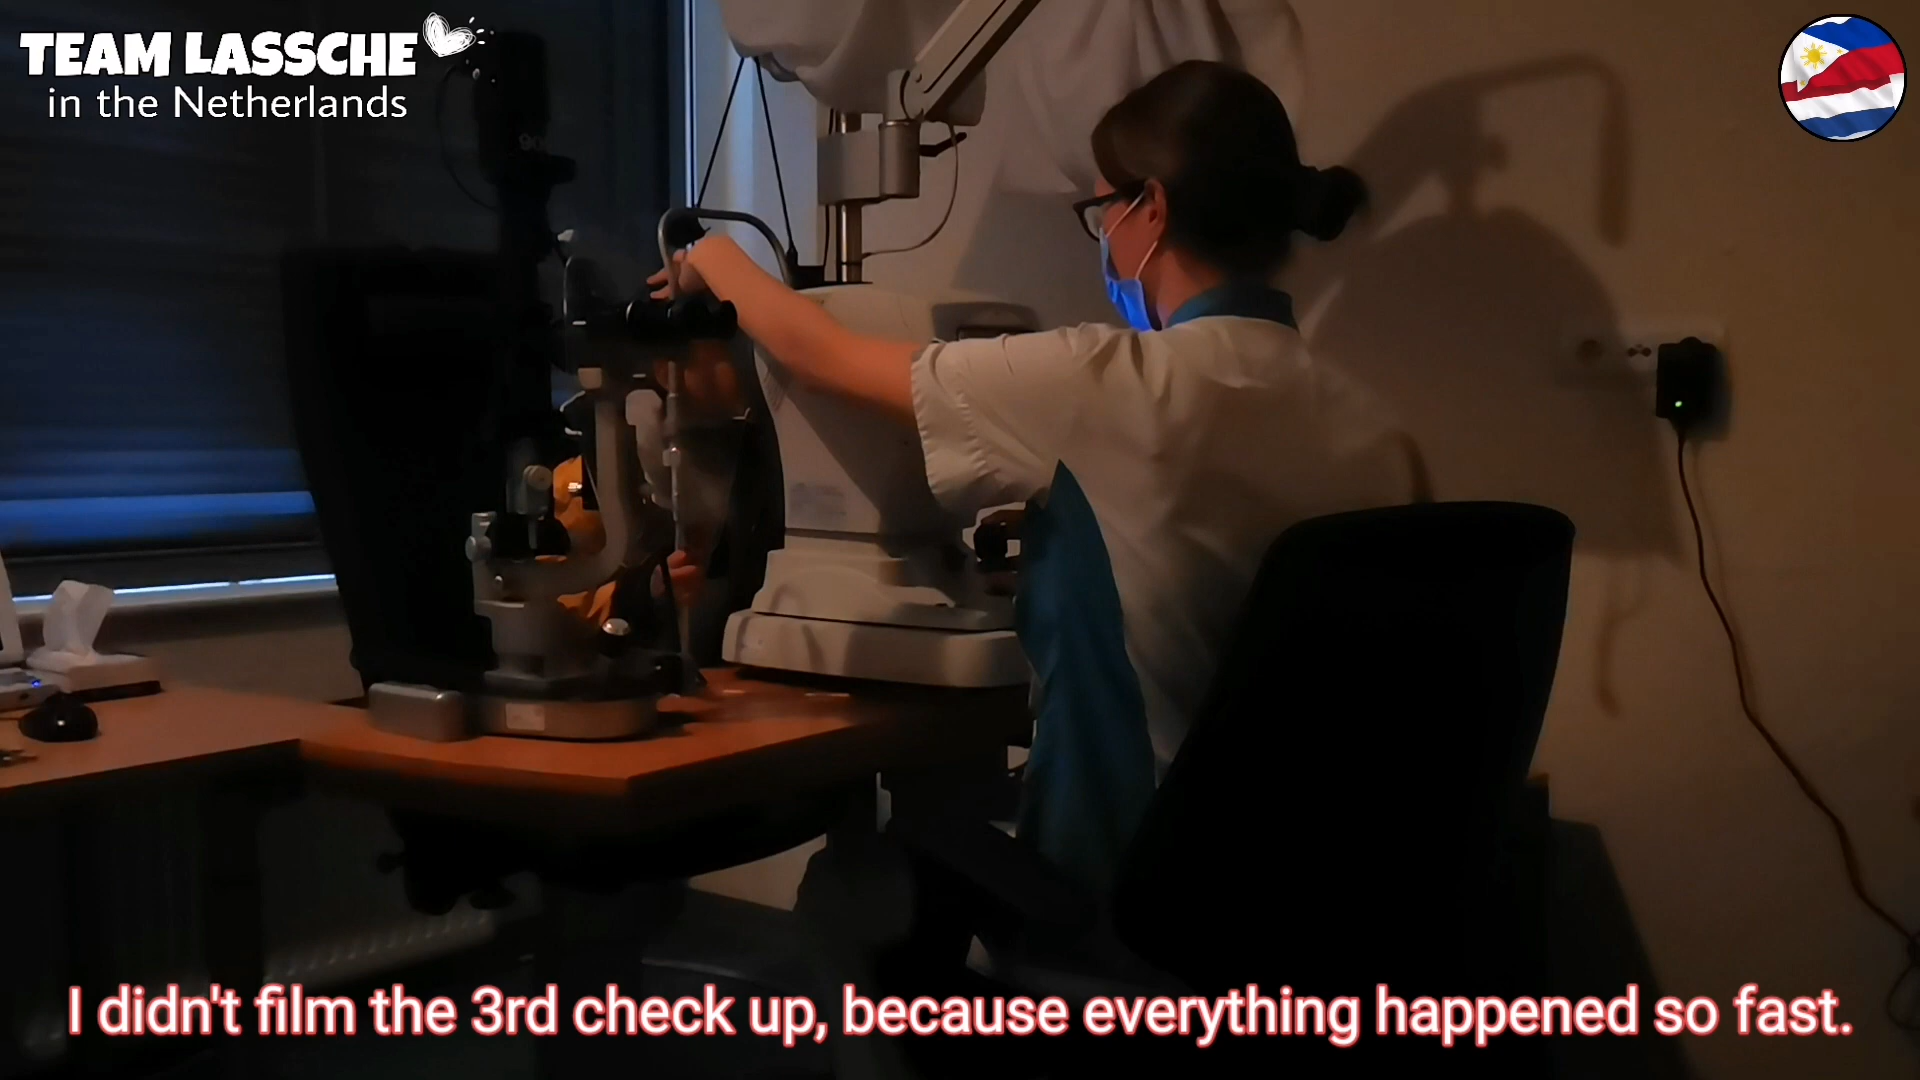 TEAM LASSCHE
in the Netherlands
I didn't film the 3rd check up, because everything happened so fast.